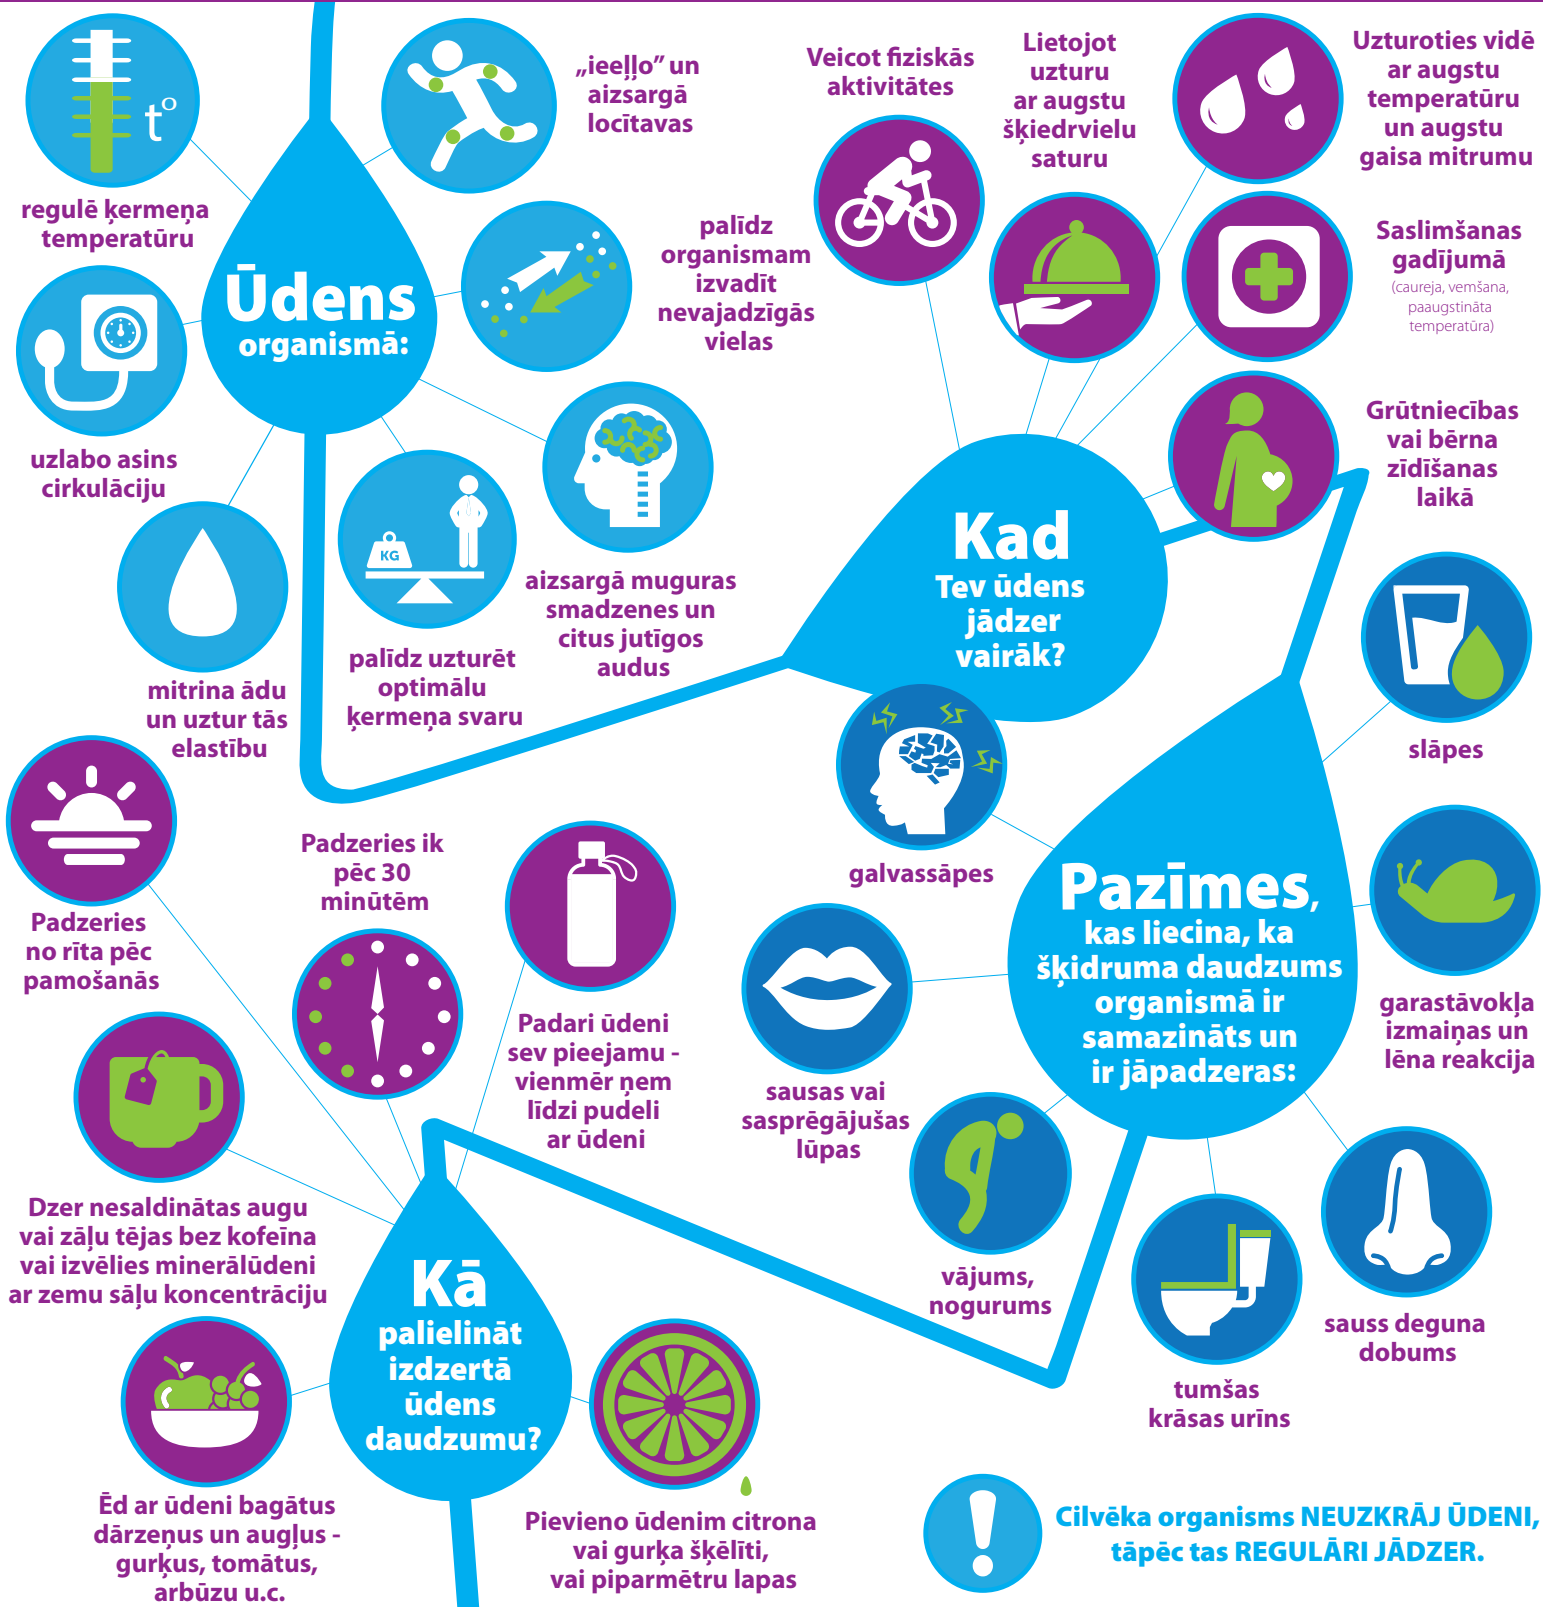 t°
regulē ķermeņa
temperatūru
„ieeļļo” un
aizsargā
locītavas
Ūdens
organismā:
palīdz
organismam
izvadīt
nevajadzīgās
vielas
uzlabo asins
cirkulāciju
KG
aizsargā muguras
smadzenes un
citus jutīgos
audus
palīdz uzturēt
optimālu
ķermeņa svaru
mitrina ādu
un uztur tās
elastību
Veicot fiziskās
aktivitātes
Lietojot
uzturu
ar augstu
šķiedrvielu
saturu
Uzturoties vidē
ar augstu
temperatūru
un augstu
gaisa mitrumu
Saslimšanas
gadījumā
(caureja, vemšana,
paaugstināta
temperatūra)
Grūtniecības
vai bērna
zīdīšanas
laikā
Kad
Tev ūdens
jādzer
vairāk?
slāpes
galvassāpes
Pazīmes,
kas liecina, ka
šķidruma daudzums
organismā ir
samazināts un
ir jāpadzeras:
garastāvokļa
izmaiņas un
lēna reakcija
sausas vai
sasprēgājušas
lūpas
vājums,
nogurums
tumšas
krāsas urīns
sauss deguna
dobums
Padzeries
no rīta pēc
pamošanās
Padzeries ik
pēc 30
minūtēm
Padari ūdeni
sev pieejamu -
vienmēr ņem
līdzi pudeli
ar ūdeni
Dzer nesaldinātas augu
vai zāļu tējas bez kofeīna
vai izvēlies minerālūdeni
ar zemu sāļu koncentrāciju
Kā
palielināt
izdzertā
ūdens
daudzumu?
Ēd ar ūdeni bagātus
dārzeņus un augļus -
gurķus, tomātus,
arbūzu u.c.
Pievieno ūdenim citrona
vai gurķa šķēlīti,
vai piparmētru lapas
Cilvēka organisms NEUZKRĀJ ŪDENI,
tāpēc tas REGULĀRI JĀDZER.